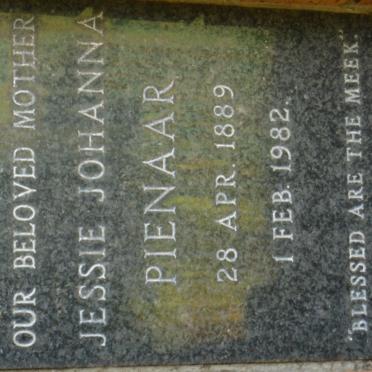 OUR BELOVED MOTHER
JESSIE JOHANNA
PIENAAR
28 APR. 1889
1 FEB. 1982.
"BLESSED ARE THE MEEK."